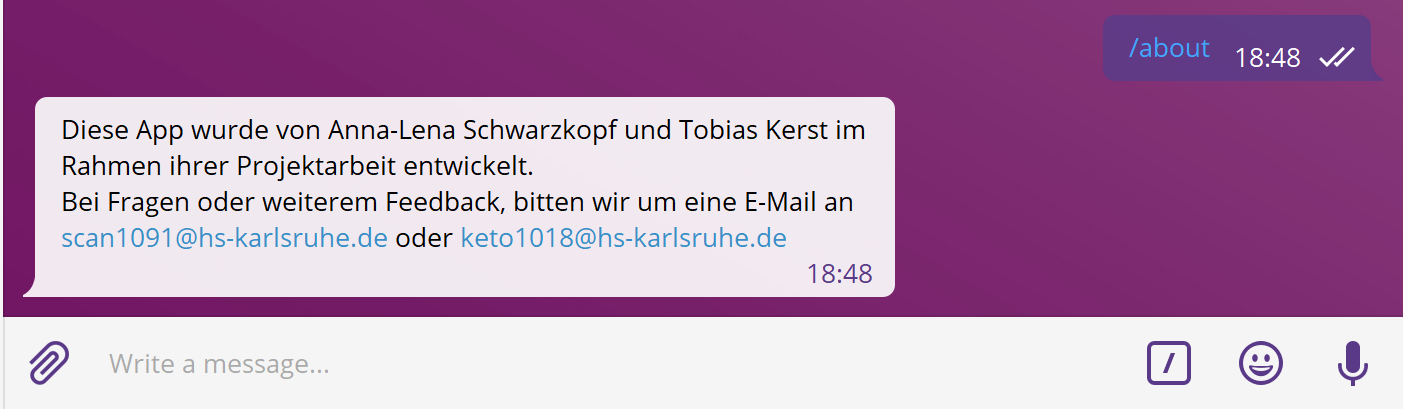 /about 18:48
Diese App wurde von Anna-Lena Schwarzkopf und Tobias Kerst im
Rahmen ihrer Projektarbeit entwickelt.
Bei Fragen oder weiterem Feedback, bitten wir um eine E-Mail an
scan1091@hs-karlsruhe.de oder keto1018@hs-karlsruhe.de
18:48
Write a message...
/